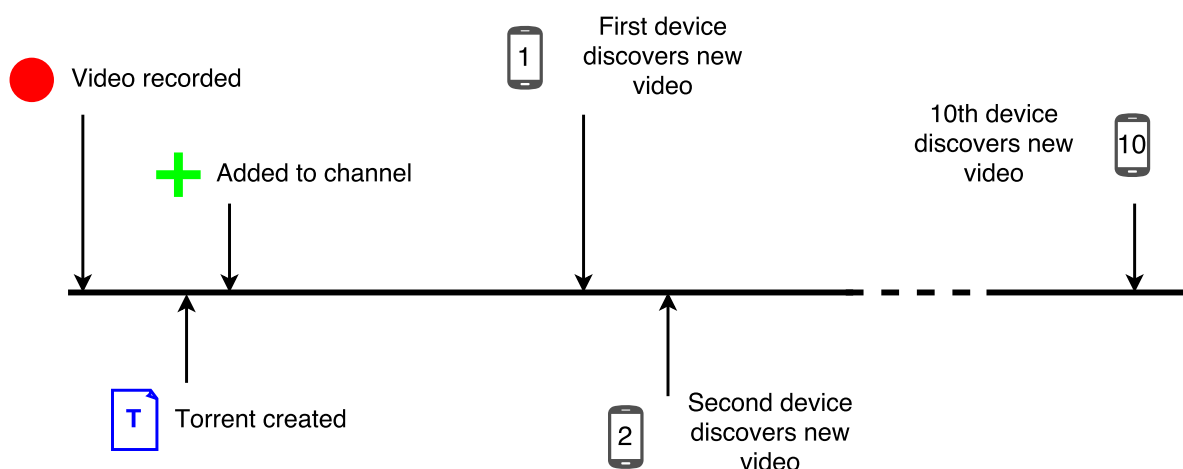 Video recorded
Added to channel
1
First device
discovers new
video
10th device
discovers new
video
10
T
Torrent created
2
Second device
discovers new
video